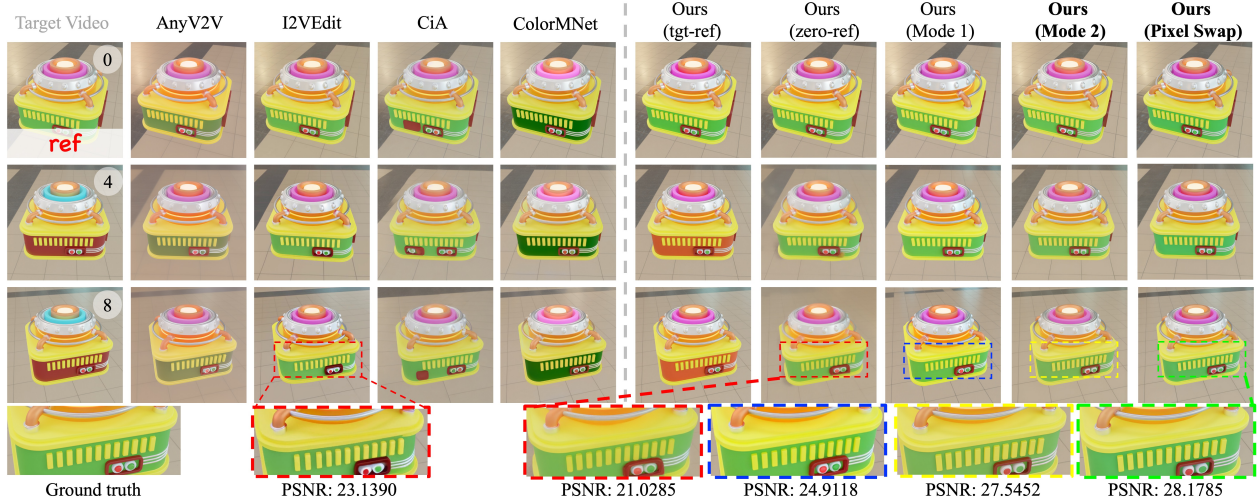 Target Video
AnyV2V
I2VEdit
CiA
ColorMNet
Ours
(tgt-ref)
Ours
(zero-ref)
Ours
(Mode 1)
Ours
(Mode 2)
Ours
(Pixel Swap)
0
ref
4
8
Ground truth
PSNR: 23.1390
PSNR: 21.0285
PSNR: 24.9118
PSNR: 27.5452
PSNR: 28.1785